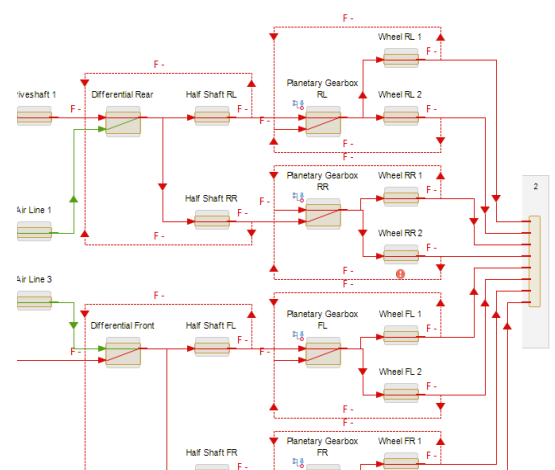 F -
Wheel RL 1
F -
F -
iveshaft 1
Differential Rear
Half Shaft RL
Planetary Gearbox
RL
Wheel RL 2
F -
F -
F -
F -
F -
F -
Planetary Gearbox
RR
Wheel RR 1
2
Half Shaft RR
F -
Air Line 1
F -
Wheel RR 2
F -
Air Line 3
F -
F -
F -
Differential Front
Half Shaft FL
Planetary Gearbox
FL
Wheel FL 1
F -
F -
F -
F -
Wheel FL 2
F -
F -
F -
Half Shaft FR
Planetary Gearbox
FR
Wheel FR 1
F -
F -